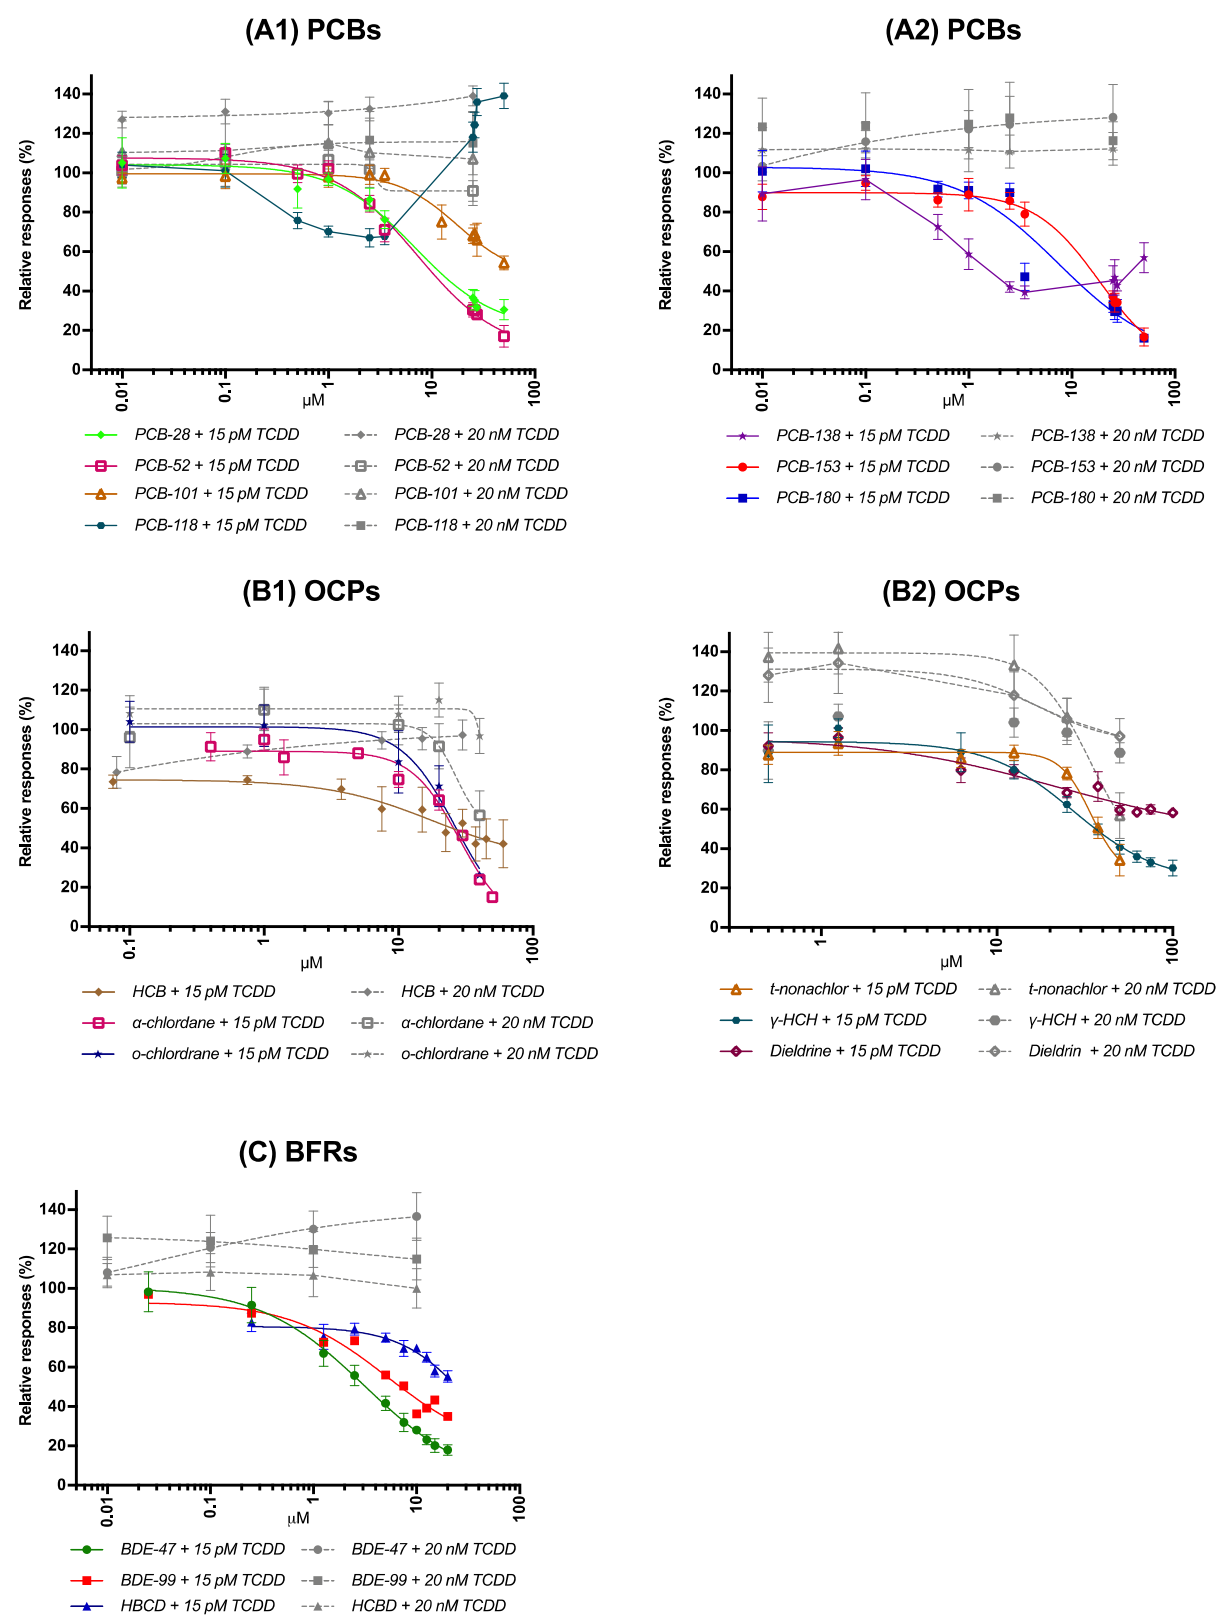 (A1) PCBs
Relative responses (%)
140
120
100
80
60
40
20
0
0.01
0.1
1
10
100
µM
PCB-28 + 15 pM TCDD
PCB-28 + 20 nM TCDD
PCB-52 + 15 pM TCDD
PCB-52 + 20 nM TCDD
PCB-101 + 15 pM TCDD
PCB-101 + 20 nM TCDD
PCB-118 + 15 pM TCDD
PCB-118 + 20 nM TCDD
(A2) PCBs
Relative responses (%)
140
120
100
80
60
40
20
0
0.01
0.1
1
10
100
µM
PCB-138 + 15 pM TCDD
PCB-138 + 20 nM TCDD
PCB-153 + 15 pM TCDD
PCB-153 + 20 nM TCDD
PCB-180 + 15 pM TCDD
PCB-180 + 20 nM TCDD
(B1) OCPs
Relative responses (%)
140
120
100
80
60
40
20
0
0.1
1
10
100
µM
HCB + 15 pM TCDD
HCB + 20 nM TCDD
α-chlordane + 15 pM TCDD
α-chlordane + 20 nM TCDD
o-chlordrane + 15 pM TCDD
o-chlordrane + 20 nM TCDD
(B2) OCPs
Relative responses (%)
140
120
100
80
60
40
20
0
1
10
100
µM
t-nonachlor + 15 pM TCDD
t-nonachlor + 20 nM TCDD
γ-HCH + 15 pM TCDD
γ-HCH + 20 nM TCDD
Dieldrine + 15 pM TCDD
Dieldrin + 20 nM TCDD
(C) BFRs
Relative responses (%)
140
120
100
80
60
40
20
0
0.01
0.1
1
10
100
µM
BDE-47 + 15 pM TCDD
BDE-47 + 20 nM TCDD
BDE-99 + 15 pM TCDD
BDE-99 + 20 nM TCDD
HBCD + 15 pM TCDD
HCBD + 20 nM TCDD